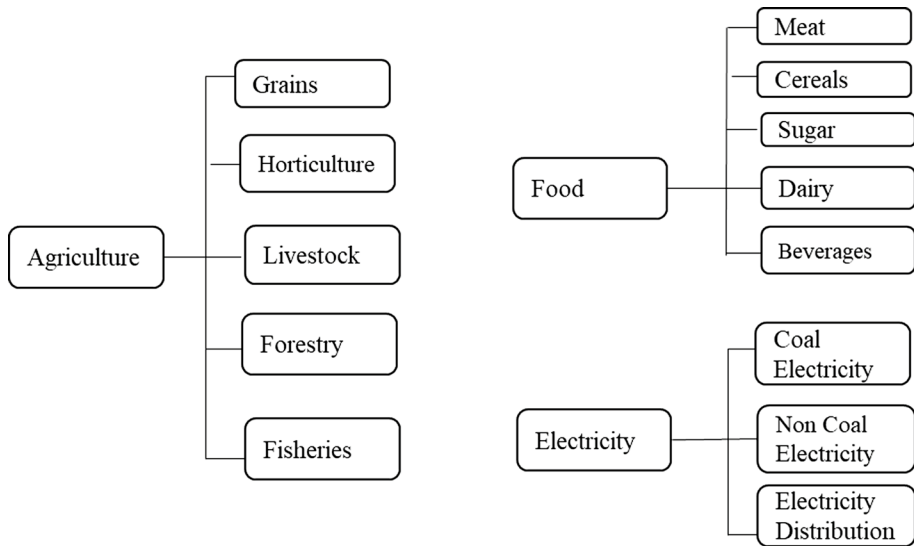 Agriculture
Grains
Horticulture
Livestock
Forestry
Fisheries
Food
Meat
Cereals
Sugar
Dairy
Beverages
Electricity
Coal
Electricity
Non Coal
Electricity
Electricity
Distribution